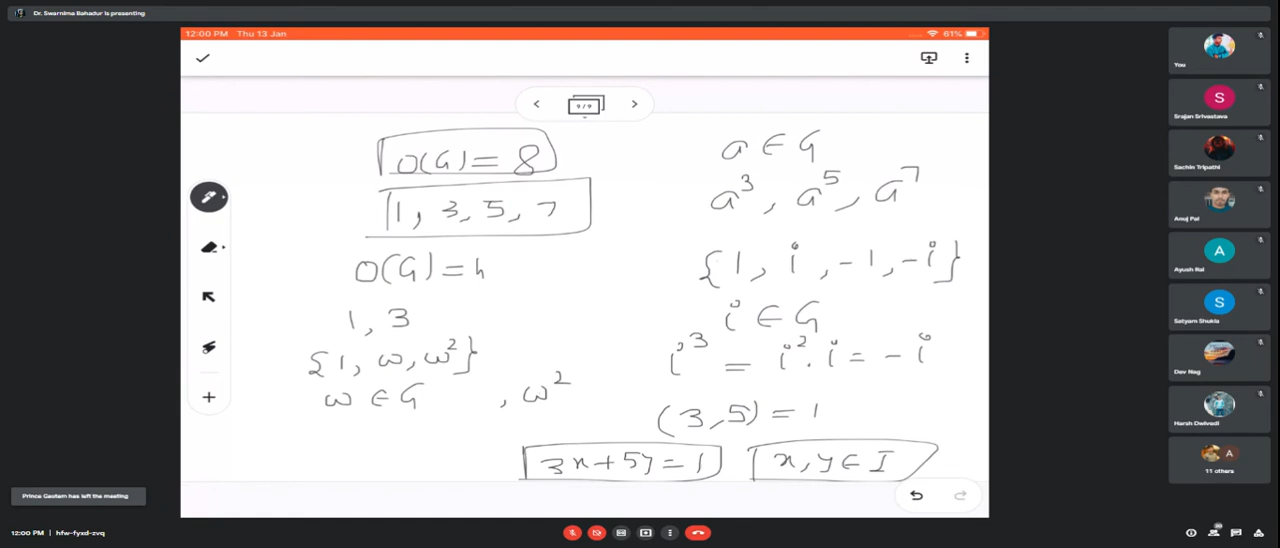 Dr. Swarnima Bahadur is presenting
12:00 PM Thu 13 Jan
61%
9/9
O(G) = 8
1, 3, 5, 7
O(G) = 4
1, 3
{1, ω, ω²}
ω ∈ G , ω²
a ∈ G
a³, a⁵, a⁷
{1, i, -1, -i}
i ∈ G
i³ = i². i = - i
(3, 5) = 1
3x + 5y = 1
x, y ∈ I
You
S
Srajan Srivastava
Sachin Tripathi
Anuj Pal
A
Ayush Rai
S
Satyam Shukla
Dev Nag
Harsh Dwivedi
A
11 others
Prince Gautam has left the meeting
12:00 PM | hfw-fyxd-zvq